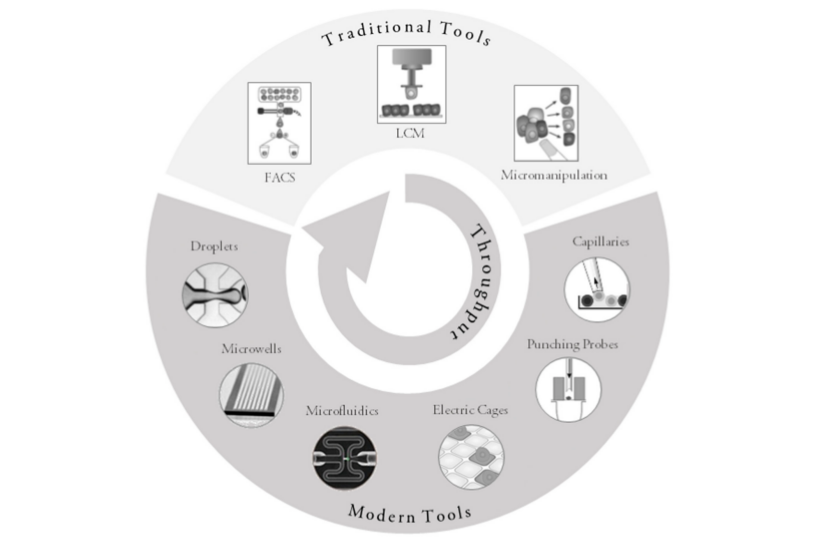 Traditional Tools
FACS
LCM
Micromanipulation
Throughput
Droplets
Capillaries
Microwells
Punching Probes
Microfluidics
Electric Cages
Modern Tools